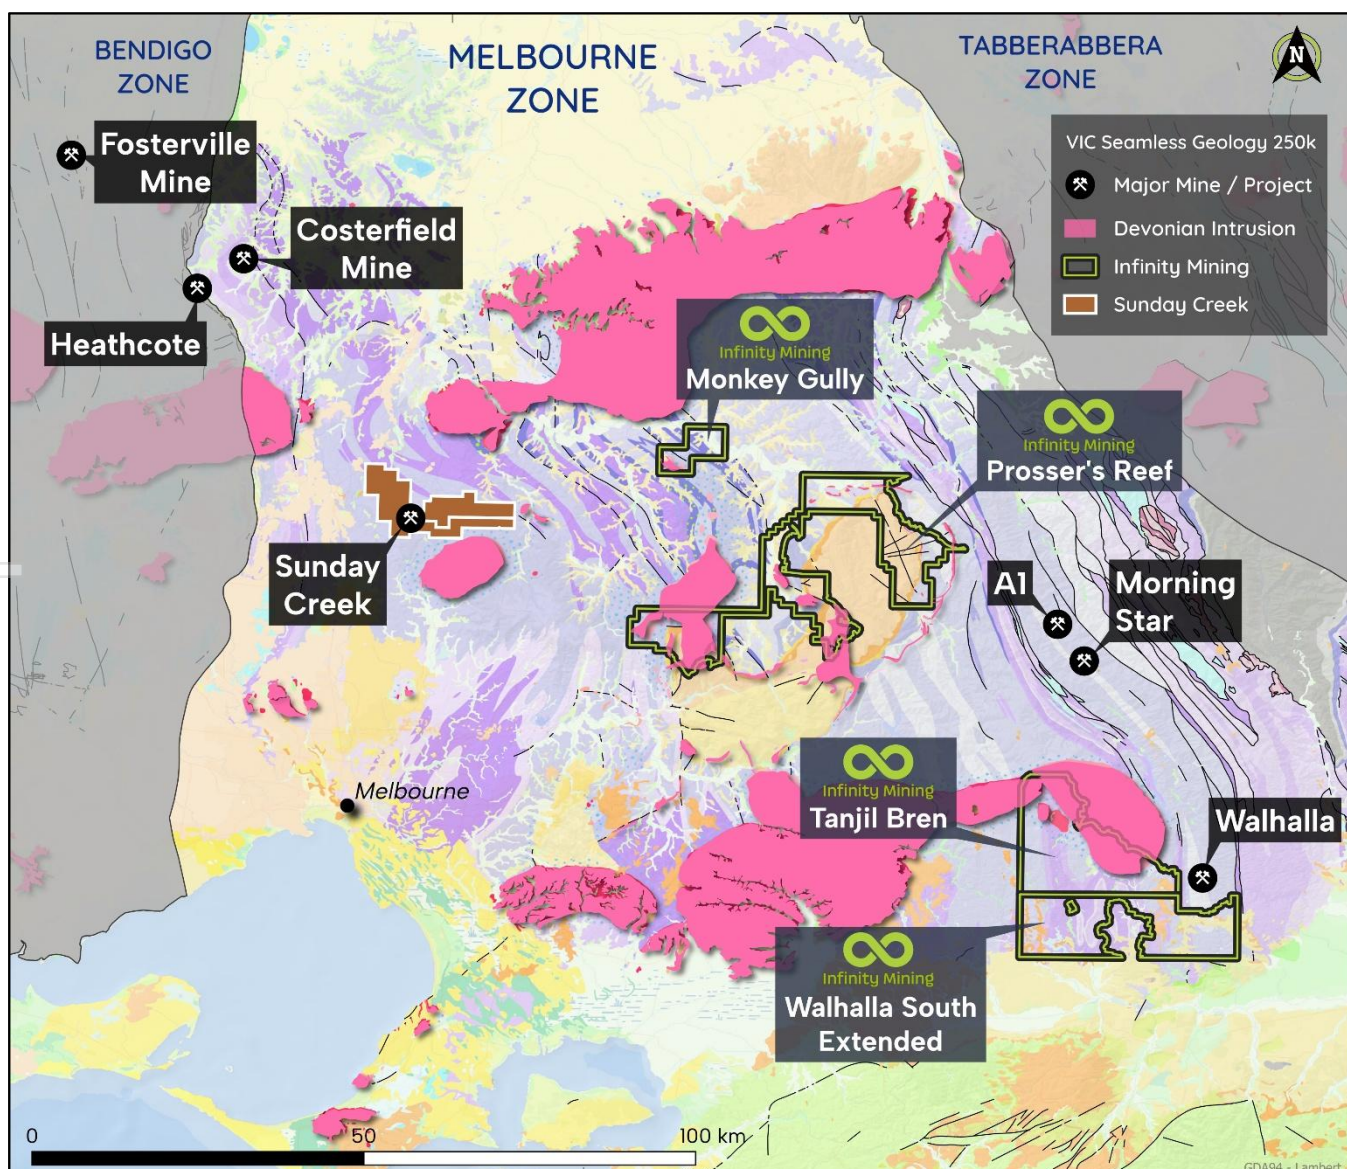 BENDIGO
ZONE
MELBOURNE
ZONE
TABBERABBERA
ZONE
N
VIC Seamless Geology 250k
Major Mine / Project
Devonian Intrusion
Infinity Mining
Sunday Creek
Fosterville
Mine
Costerfield
Mine
Heathcote
Infinity Mining
Monkey Gully
Infinity Mining
Prosser's Reef
Sunday
Creek
A1
Morning
Star
Melbourne
Infinity Mining
Tanjil Bren
Walhalla
Infinity Mining
Walhalla South
Extended
0
50
100 km
GDA94 - Lambert